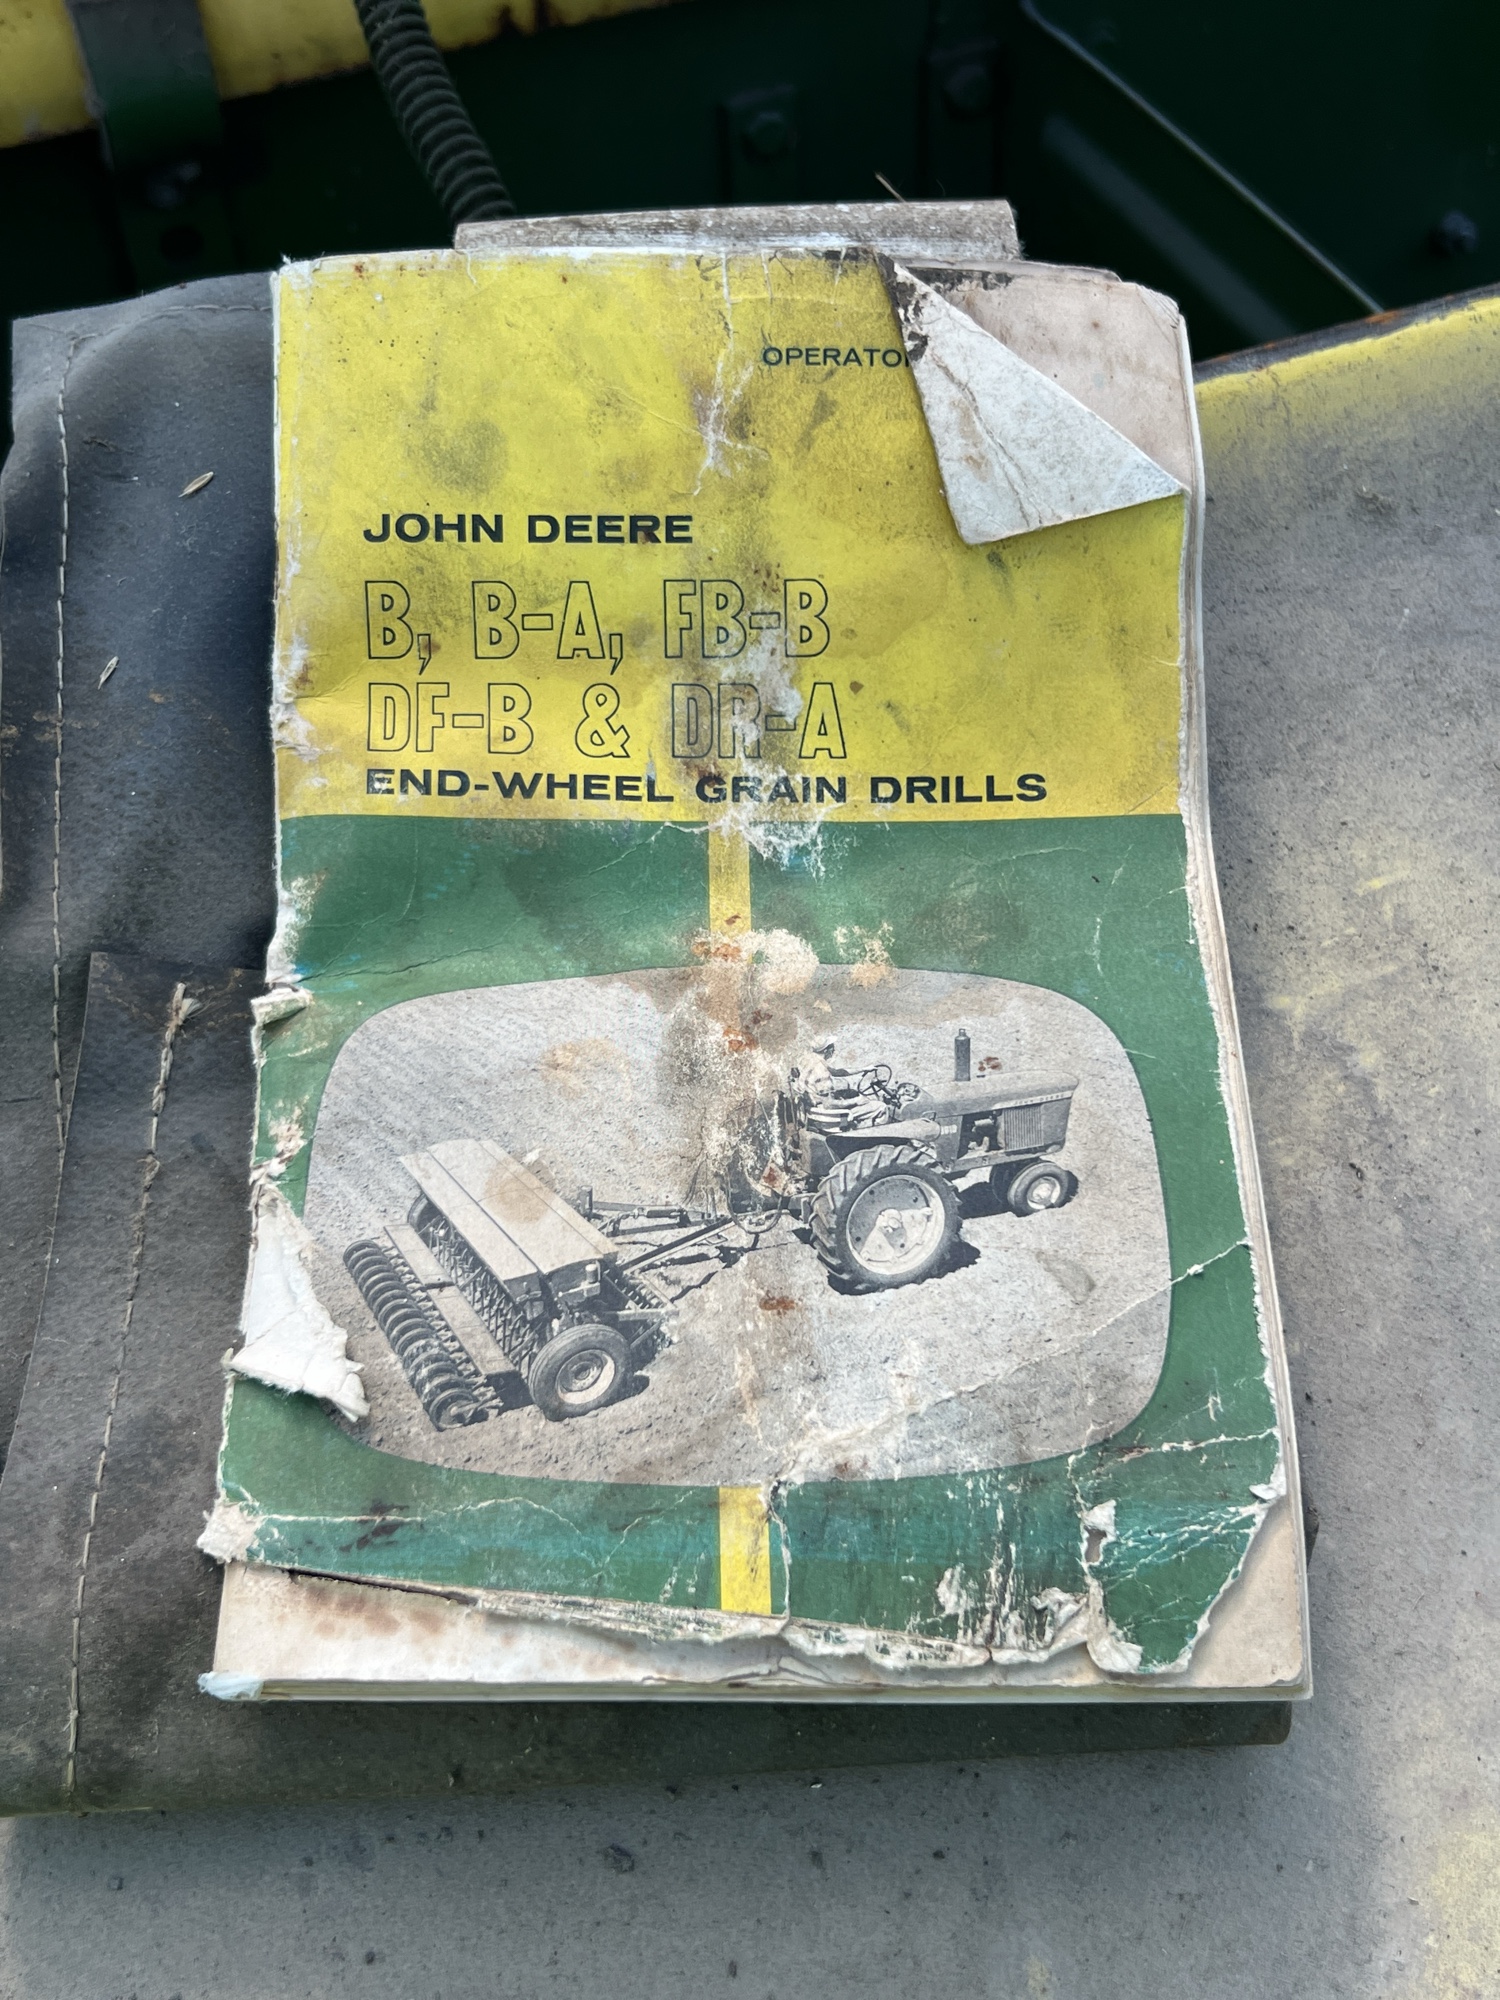 OPERATO
JOHN DEERE
B, B-A, FB-B
DF-B & DR-A
END-WHEEL GRAIN DRILLS